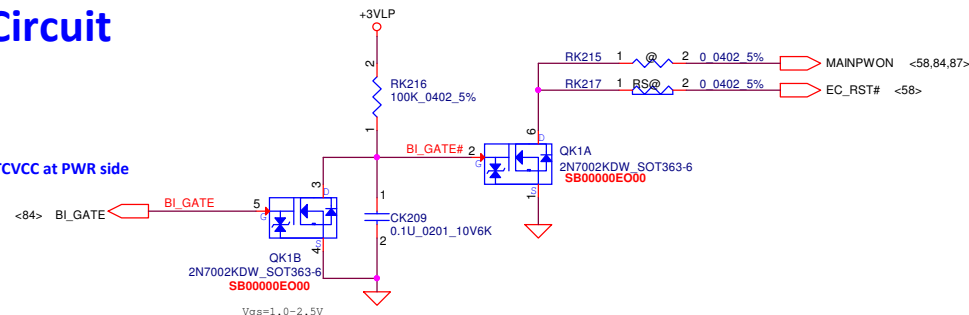 Circuit
+3VLP
RK215 1 @ 2 0_0402_5% MAINPWON <58,84,87>
RK217 1 RS@ 2 0_0402_5% EC_RST# <58>
2
RK216
100K_0402_5%
1
6
D
BI_GATE# 2
G
QK1A
2N7002KDW_SOT363-6
SB00000EO00
S
1
TCVCC at PWR side
3
D
<84> BI_GATE BI_GATE 5
G
S
4
1
CK209
0.1U_0201_10V6K
2
QK1B
2N7002KDW_SOT363-6
SB00000EO00
Vgs=1.0-2.5V